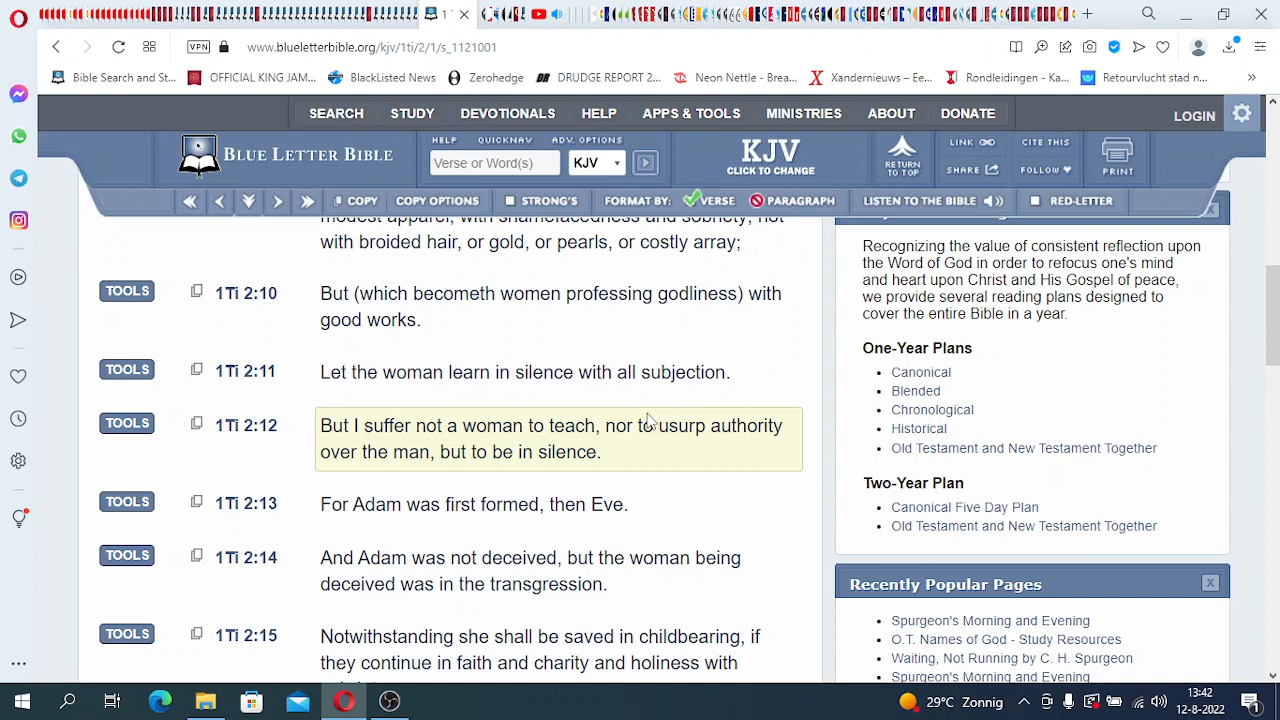 1
www.blueletterbible.org/kjv/1ti/2/1/s_1121001
VPN
Bible Search and St...
OFFICIAL KING JAM...
BlackListed News
Zerohedge
DRUDGE REPORT 2...
Neon Nettle - Brea...
Xandernieuws – Ee...
Rondleidingen - Ka...
Retourvlucht stad n...
»
SEARCH STUDY DEVOTIONALS HELP APPS & TOOLS MINISTRIES ABOUT DONATE
LOGIN
BLUE LETTER BIBLE
HELP QUICKNAV ADV. OPTIONS
Verse or Word(s)
KJV
KJV
CLICK TO CHANGE
RETURN
TO TOP
LINK
CITE THIS
SHARE
FOLLOW
PRINT
COPY COPY OPTIONS STRONG'S FORMAT BY: VERSE PARAGRAPH LISTEN TO THE BIBLE RED-LETTER
modest apparel, with shamefacedness and sobriety; not
with broided hair, or gold, or pearls, or costly array;
TOOLS 1Ti 2:10 But (which becometh women professing godliness) with
good works.
TOOLS 1Ti 2:11 Let the woman learn in silence with all subjection.
TOOLS 1Ti 2:12 But I suffer not a woman to teach, nor to usurp authority
over the man, but to be in silence.
TOOLS 1Ti 2:13 For Adam was first formed, then Eve.
TOOLS 1Ti 2:14 And Adam was not deceived, but the woman being
deceived was in the transgression.
TOOLS 1Ti 2:15 Notwithstanding she shall be saved in childbearing, if
they continue in faith and charity and holiness with
X
Recognizing the value of consistent reflection upon
the Word of God in order to refocus one's mind
and heart upon Christ and His Gospel of peace,
we provide several reading plans designed to
cover the entire Bible in a year.
One-Year Plans
Canonical
Blended
Chronological
Historical
Old Testament and New Testament Together
Two-Year Plan
Canonical Five Day Plan
Old Testament and New Testament Together
Recently Popular Pages
X
Spurgeon's Morning and Evening
O.T. Names of God - Study Resources
Waiting, Not Running by C. H. Spurgeon
Spurgeon's Morning and Evening
29°C Zonnig
13:42
12-8-2022
1